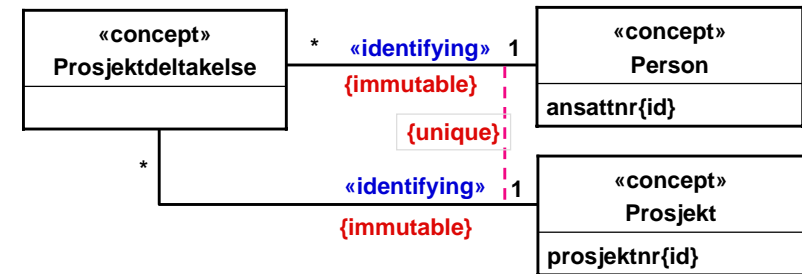 «concept»
Prosjektdeltakelse
* «identifying» 1
{immutable}
«concept»
Person
ansattnr{id}
{unique}
*
«identifying» 1
{immutable}
«concept»
Prosjekt
prosjektnr{id}